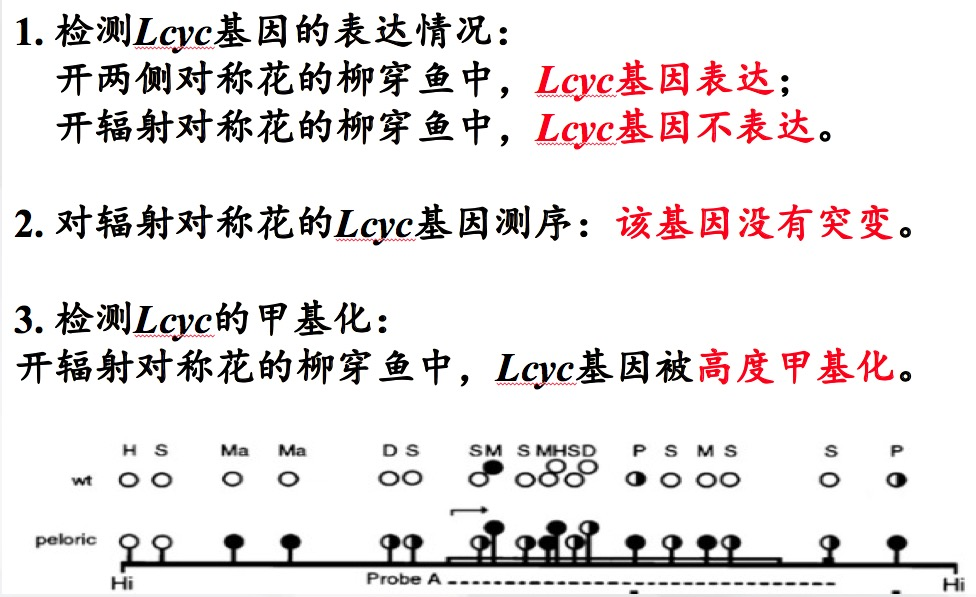 1. 检测Lcyc基因的表达情况：
开两侧对称花的柳穿鱼中，Lcyc基因表达；
开辐射对称花的柳穿鱼中，Lcyc基因不表达。
2. 对辐射对称花的Lcyc基因测序：该基因没有突变。
3. 检测Lcyc的甲基化：
开辐射对称花的柳穿鱼中，Lcyc基因被高度甲基化。
H S Ma Ma D S SM S MHSD P S M S S P
wt
peloric
Hi Probe A Hi